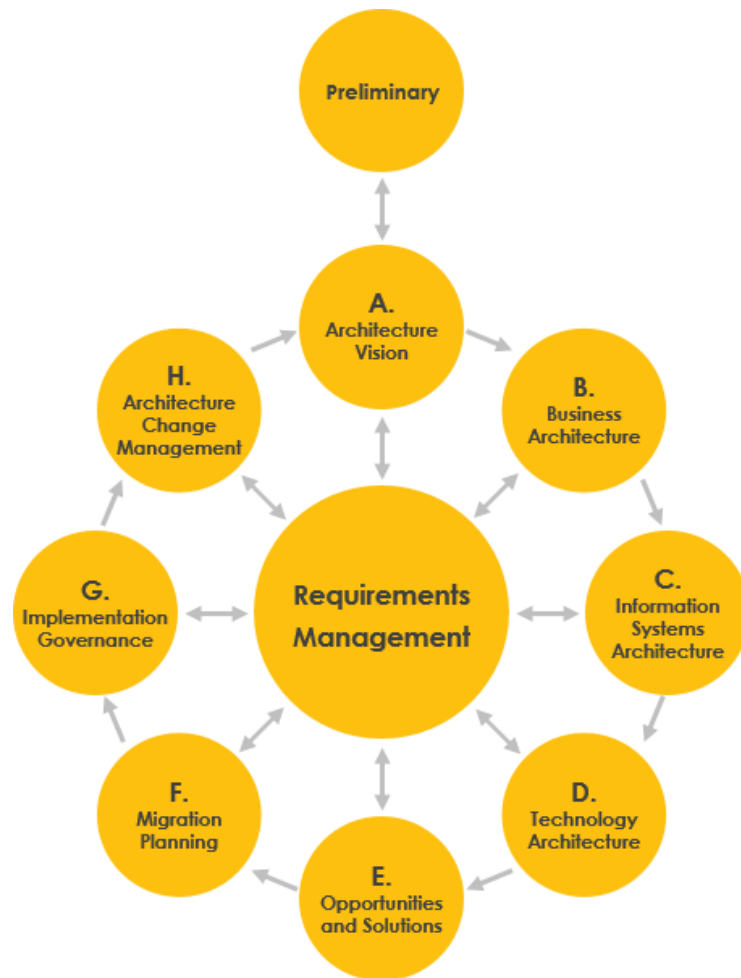 Preliminary
A.
Architecture
Vision
B.
Business
Architecture
C.
Information
Systems
Architecture
D.
Technology
Architecture
E.
Opportunities
and Solutions
F.
Migration
Planning
G.
Implementation
Governance
H.
Architecture
Change
Management
Requirements
Management